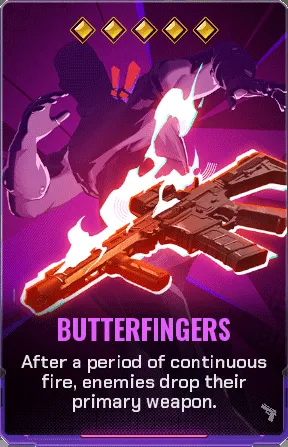 BUTTERFINGERS
After a period of continuous
fire, enemies drop their
primary weapon.